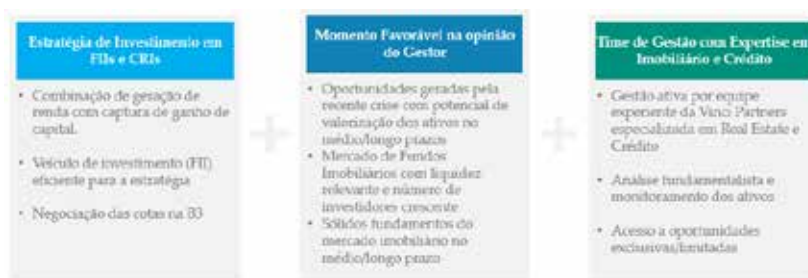 Estratégia de Investimento em
FIIs e CRIs
• Combinação de geração de
renda com captura de ganho de
capital.
• Veículo de investimento (FII)
eficiente para a estratégia
• Negociação das cotas na B3
Momento Favorável na opinião
do Gestor
• Oportunidades geradas pela
recente crise com potencial de
valorização dos ativos no
médio/longo prazos
• Mercado de Fundos
Imobiliários com liquidez
relevante e número de
investidores crescente
• Sólidos fundamentos do
mercado imobiliário no
médio/longo prazo
Time de Gestão com Expertise em
Imobiliário e Crédito
• Gestão ativa por equipe
experiente da Vinci Partners
especializada em Real Estate e
Crédito
• Análise fundamentalista e
monitoramento dos ativos
• Acesso a oportunidades
exclusivas/limitadas